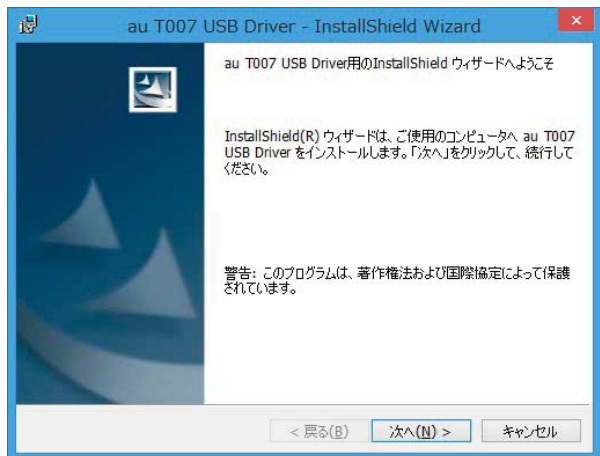 au T007 USB Driver - InstallShield Wizard
au T007 USB Driver用のInstallShield ウィザードへようこそ
InstallShield(R) ウィザードは、ご使用のコンピュータへ au T007
USB Driver をインストールします。「次へ」をクリックして、続行して
ください。
警告: このプログラムは、著作権法および国際協定によって保護
されています。
< 戻る(B)
次へ(N) >
キャンセル